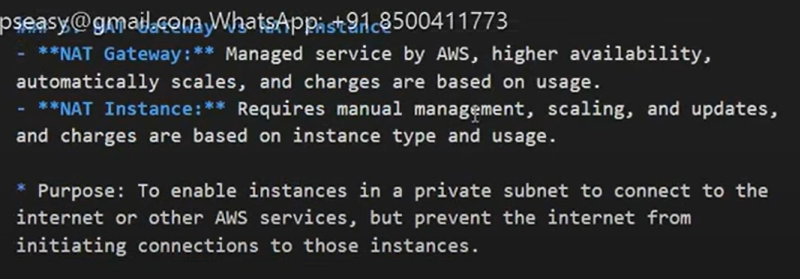 pseasy@gmail.com WhatsApp: +91 8500411773
### 5. NAT Gateway vs NAT Instance
- **NAT Gateway:** Managed service by AWS, higher availability,
automatically scales, and charges are based on usage.
- **NAT Instance:** Requires manual management, scaling, and updates,
and charges are based on instance type and usage.
* Purpose: To enable instances in a private subnet to connect to the
internet or other AWS services, but prevent the internet from
initiating connections to those instances.